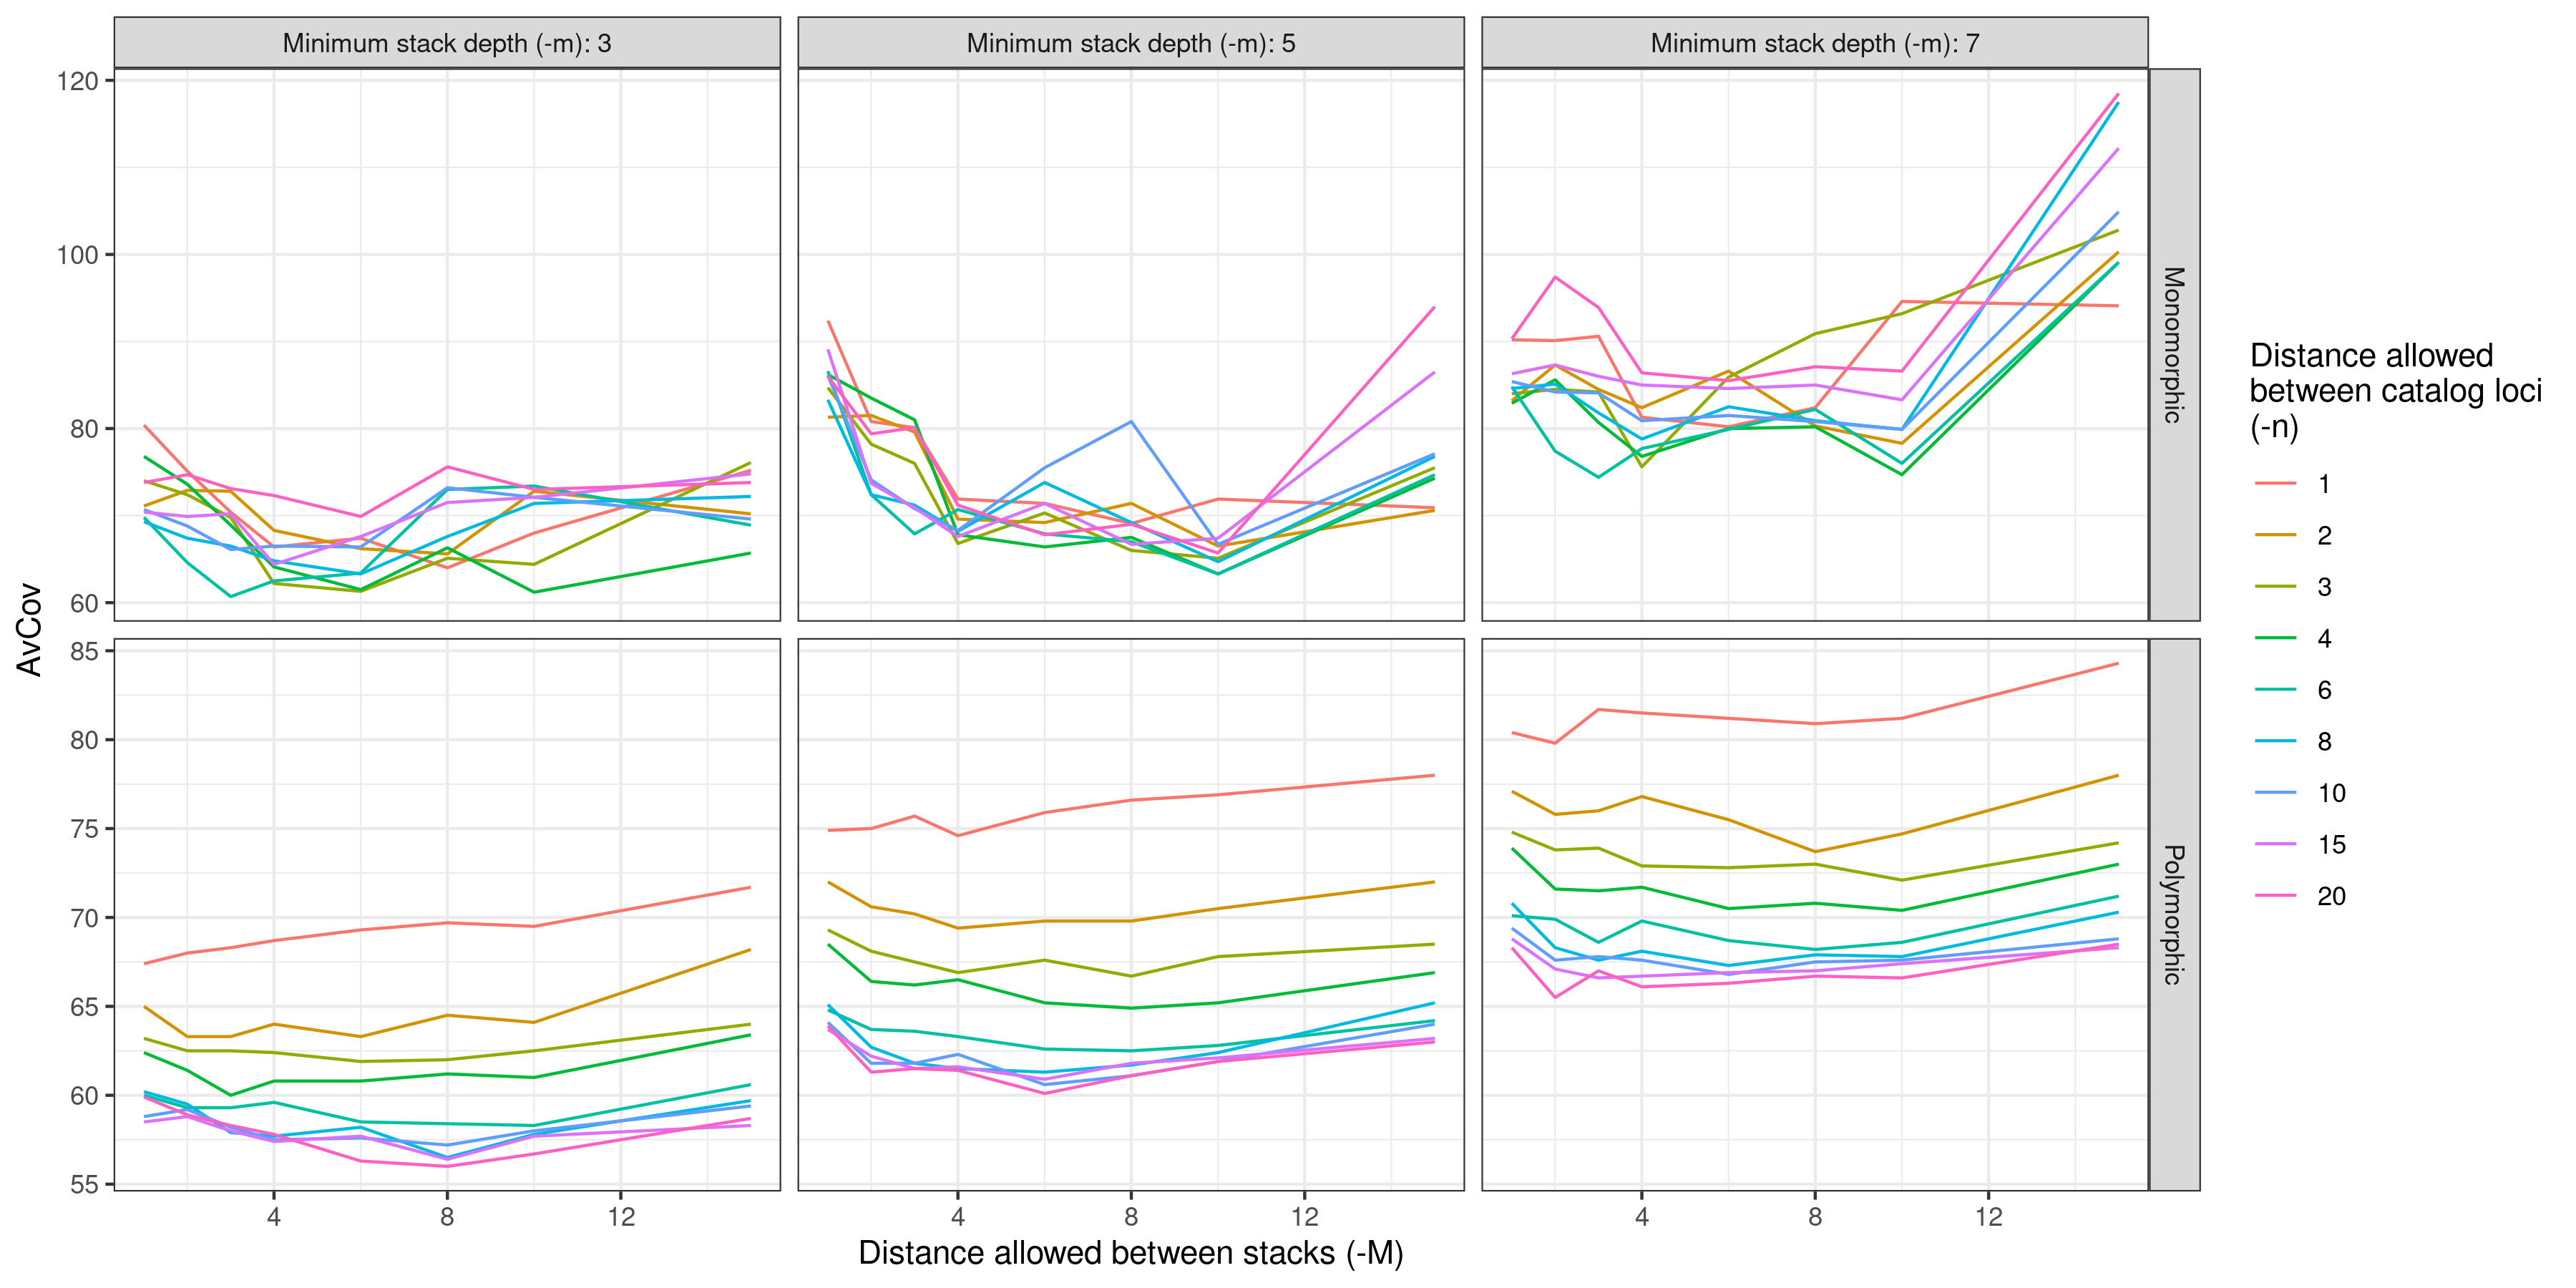 Minimum stack depth (-m): 3
Minimum stack depth (-m): 5
Minimum stack depth (-m): 7
120
100
80
60
Monomorphic
85
80
75
70
65
60
55
Polymorphic
AvCov
4
8
12
4
8
12
4
8
12
Distance allowed between stacks (-M)
Distance allowed
between catalog loci
(-n)
1
2
3
4
6
8
10
15
20